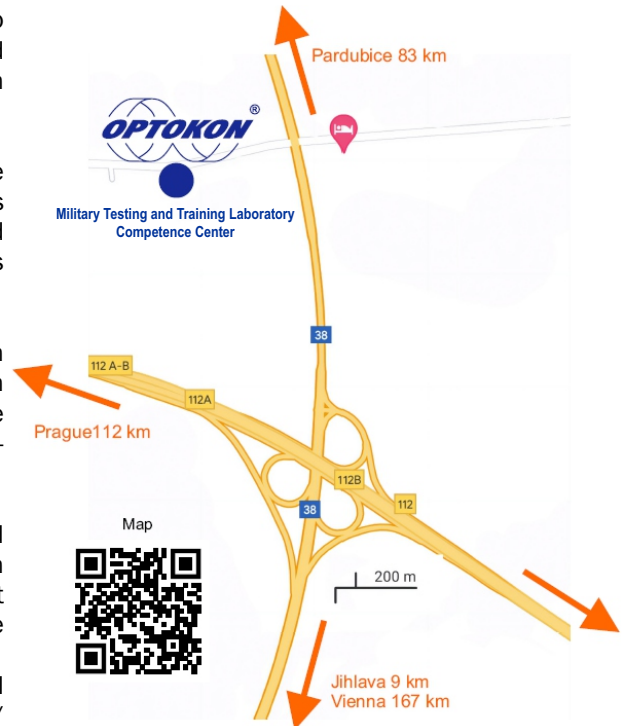 Pardubice 83 km
OPTOKON®
Military Testing and Training Laboratory
Competence Center
38
112 A-B
112A
Prague112 km
112B
112
38
Map
200 m
Jihlava 9 km
Vienna 167 km